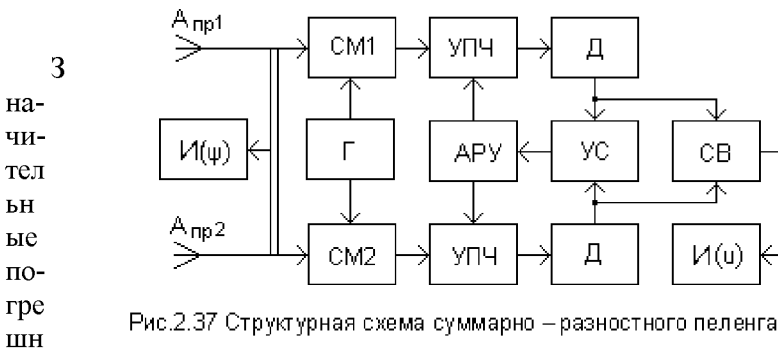 А пр1
СМ1 УПЧ Д
З
на-
чи-
тел
ьн
ые
по-
гре
шн
И(ψ) Г АРУ УС СВ
А пр2
СМ2 УПЧ Д И(u)
Рис.2.37 Структурная схема суммарно – разностного пеленга